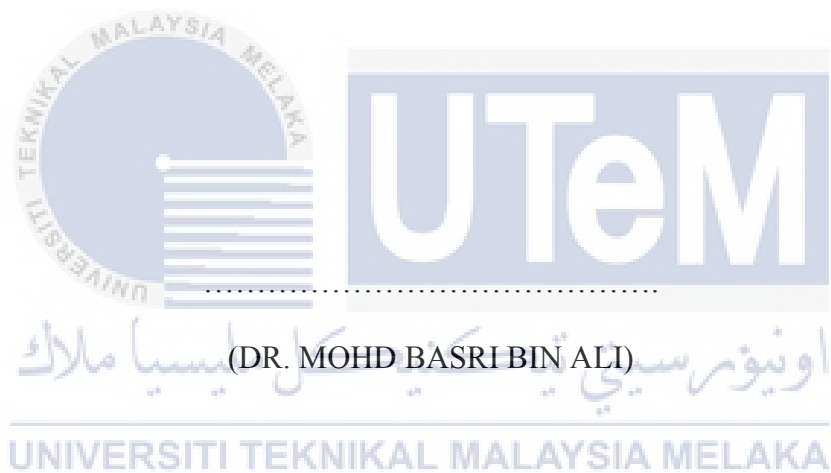 UNIVERSITI TEKNIKAL MALAYSIA MELAKA
UTeM
...........................................
(DR. MOHD BASRI BIN ALI)
اونيۏرسيتي تيكنيكل مليسيا ملاك
UNIVERSITI TEKNIKAL MALAYSIA MELAKA